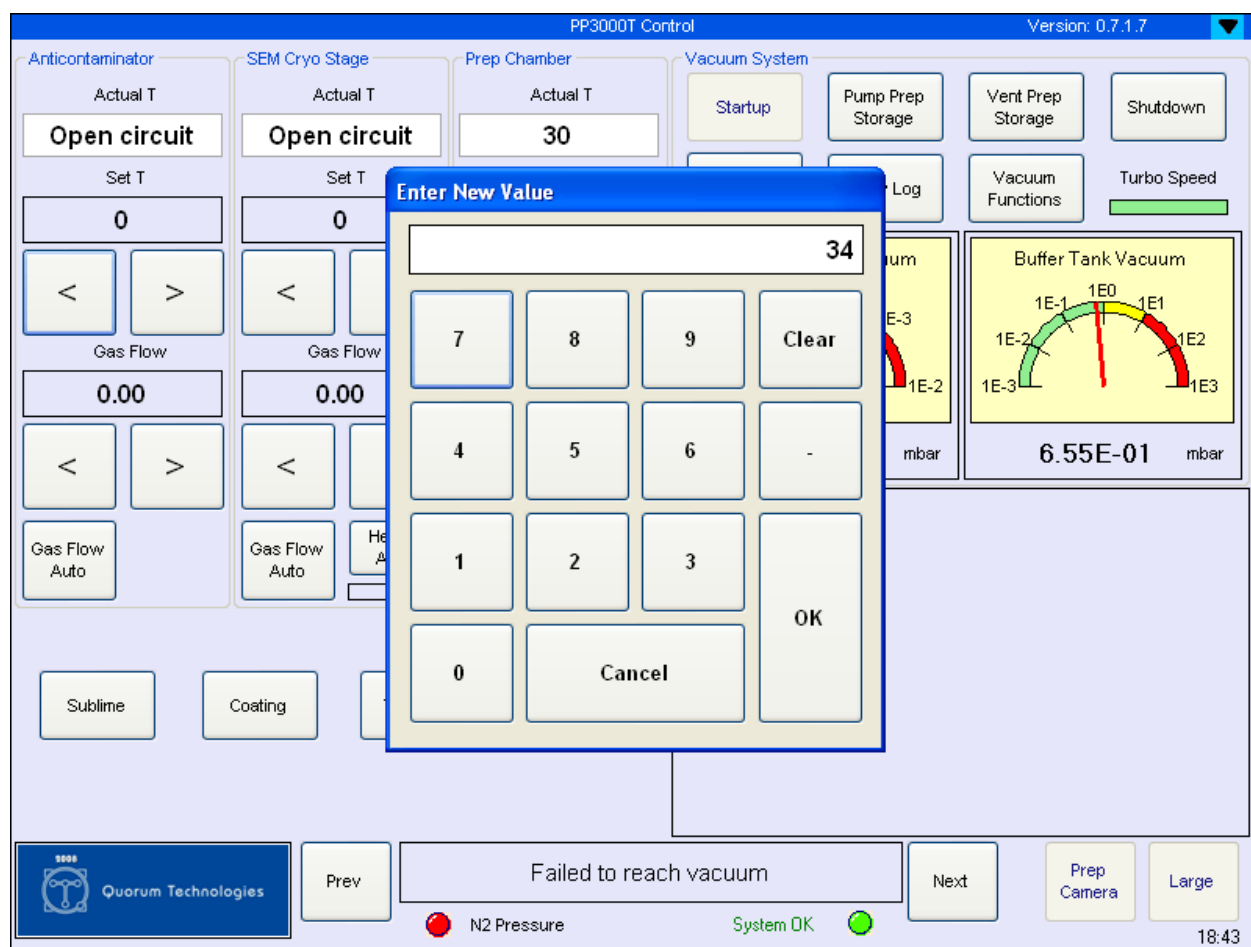 PP3000T Control
Version: 0.7.1.7
Anticontaminator
Actual T
Open circuit
Set T
0
<
>
Gas Flow
0.00
<
>
Gas Flow
Auto
SEM Cryo Stage
Actual T
Open circuit
Set T
0
<
Gas Flow
0.00
<
Gas Flow
Auto
Prep Chamber
Actual T
30
Vacuum System
Startup
Pump Prep
Storage
Vent Prep
Storage
Shutdown
Log
Vacuum
Functions
Turbo Speed
E-3
1E-2
mbar
Buffer Tank Vacuum
1E-3
1E-2
1E-1
1E0
1E1
1E2
1E3
6.55E-01 mbar
Enter New Value
34
7
8
9
Clear
4
5
6
-
1
2
3
OK
0
Cancel
Sublime
Coating
Quorum Technologies
Prev
Failed to reach vacuum
N2 Pressure
System OK
Next
Prep
Camera
Large
18:43